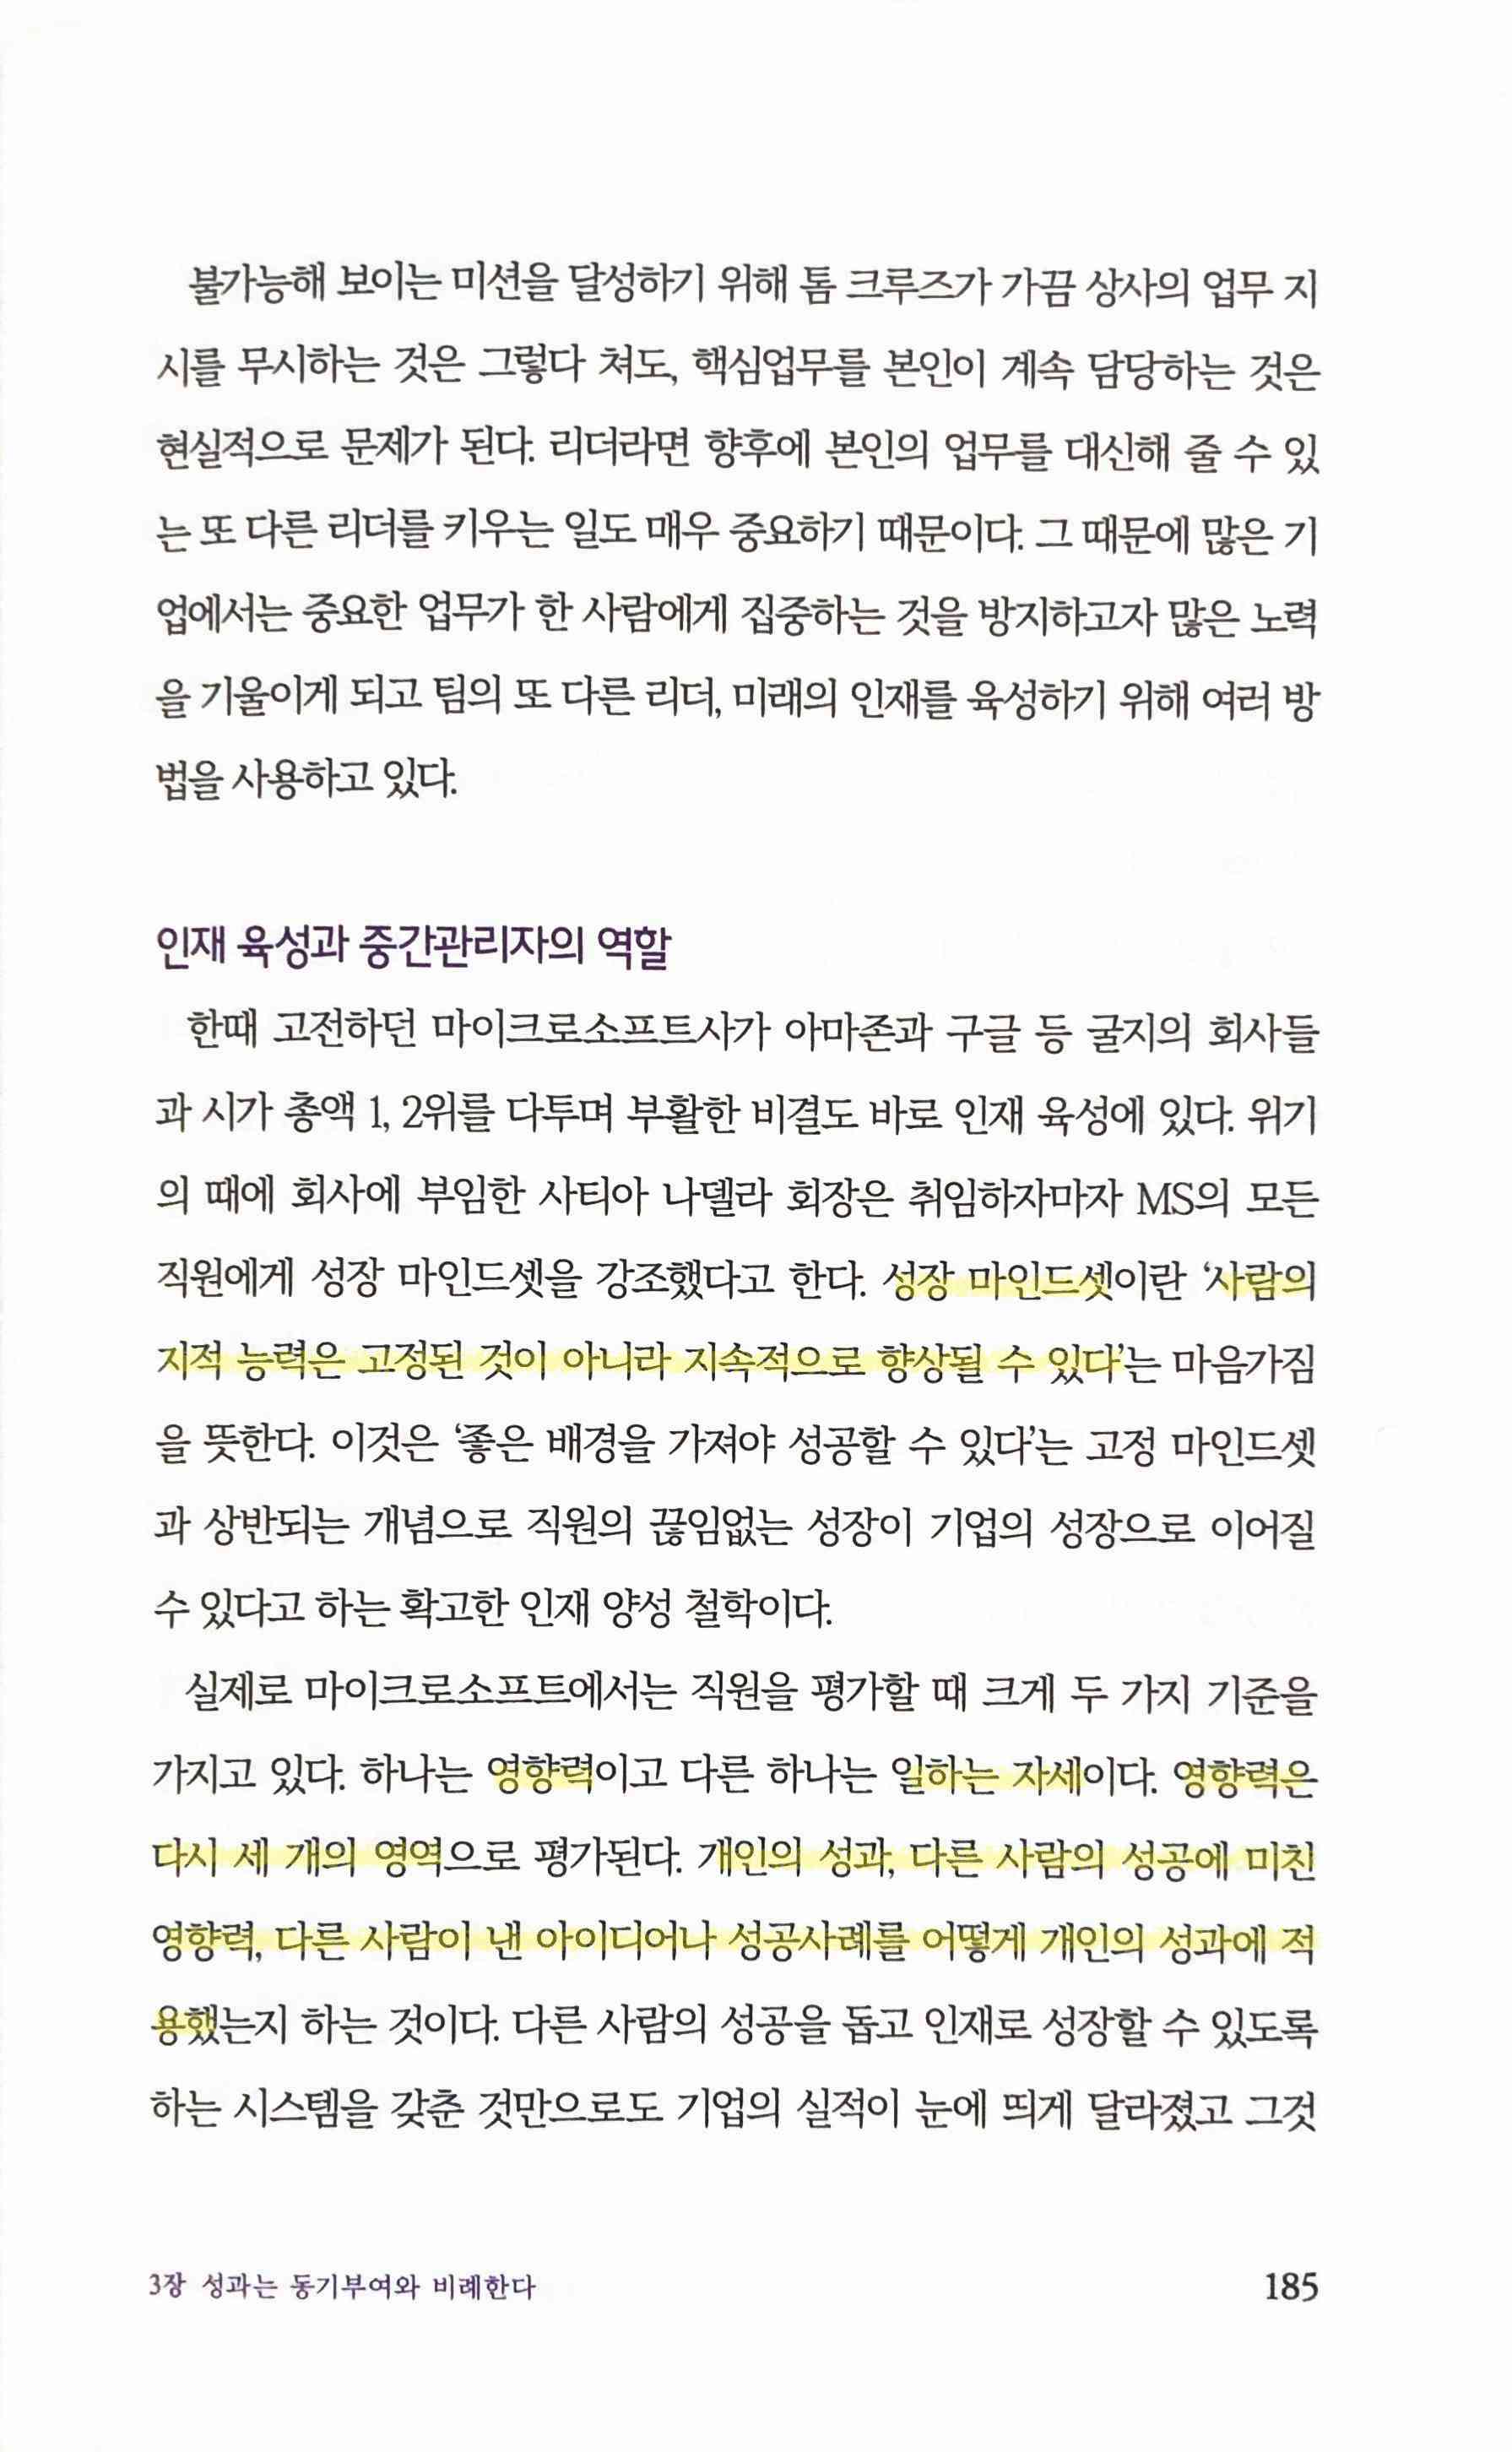 불가능해 보이는 미션을 달성하기 위해 톰 크루즈가 가끔 상사의 업무 지
시를 무시하는 것은 그렇다 쳐도, 핵심업무를 본인이 계속 담당하는 것은
현실적으로 문제가 된다. 리더라면 향후에 본인의 업무를 대신해 줄 수 있
는 또 다른 리더를 키우는 일도 매우 중요하기 때문이다. 그 때문에 많은 기
업에서는 중요한 업무가 한 사람에게 집중하는 것을 방지하고자 많은 노력
을 기울이게 되고 팀의 또 다른 리더, 미래의 인재를 육성하기 위해 여러 방
법을 사용하고 있다.
인재 육성과 중간관리자의 역할
한때 고전하던 마이크로소프트사가 아마존과 구글 등 굴지의 회사들
과 시가 총액 1, 2위를 다투며 부활한 비결도 바로 인재 육성에 있다. 위기
의 때에 회사에 부임한 사티아 나델라 회장은 취임하자마자 MS의 모든
직원에게 성장 마인드셋을 강조했다고 한다. 성장 마인드셋이란 ‘사람의
지적 능력은 고정된 것이 아니라 지속적으로 향상될 수 있다’는 마음가짐
을 뜻한다. 이것은 ‘좋은 배경을 가져야 성공할 수 있다’는 고정 마인드셋
과 상반되는 개념으로 직원의 끊임없는 성장이 기업의 성장으로 이어질
수 있다고 하는 확고한 인재 양성 철학이다.
실제로 마이크로소프트에서는 직원을 평가할 때 크게 두 가지 기준을
가지고 있다. 하나는 영향력이고 다른 하나는 일하는 자세이다. 영향력은
다시 세 개의 영역으로 평가된다. 개인의 성과, 다른 사람의 성공에 미친
영향력, 다른 사람이 낸 아이디어나 성공사례를 어떻게 개인의 성과에 적
용했는지 하는 것이다. 다른 사람의 성공을 돕고 인재로 성장할 수 있도록
하는 시스템을 갖춘 것만으로도 기업의 실적이 눈에 띄게 달라졌고 그것
3장 성과는 동기부여와 비례한다
185